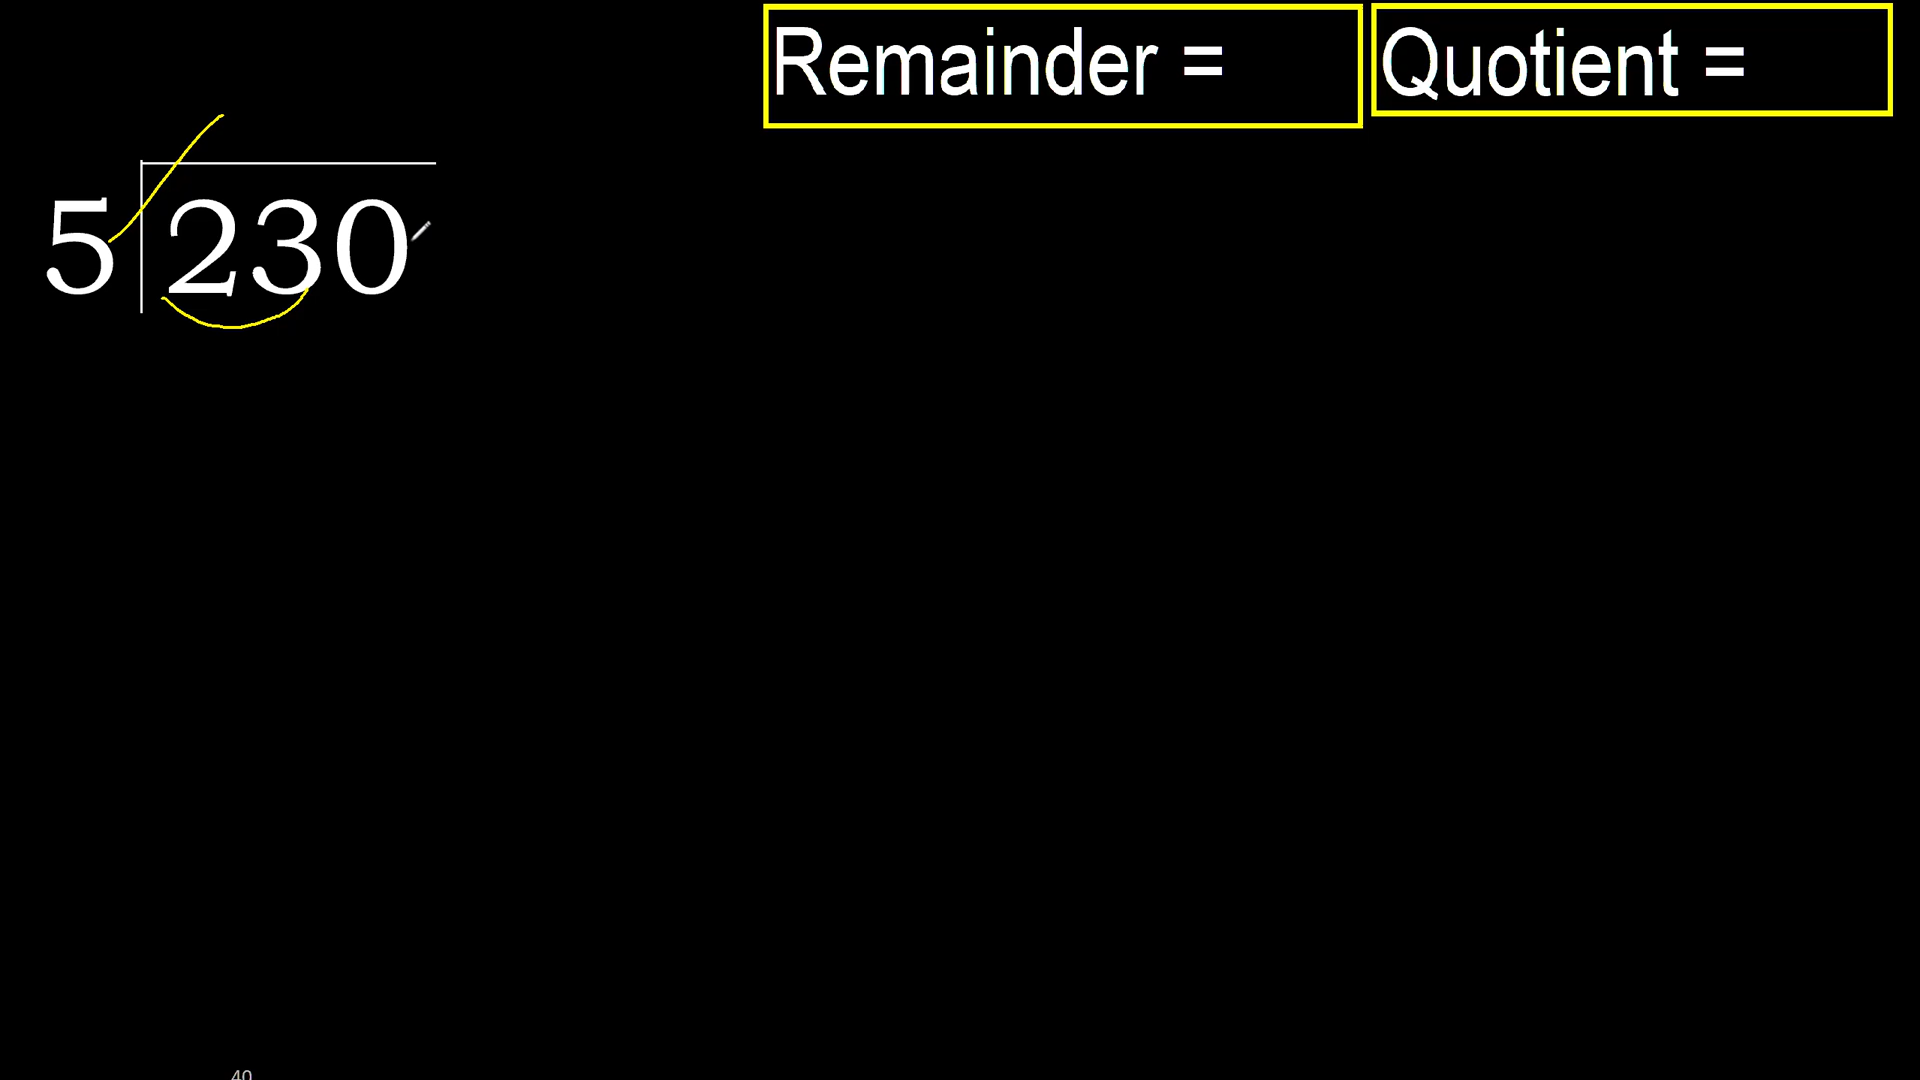 Remainder = Quotient =
5 230
40